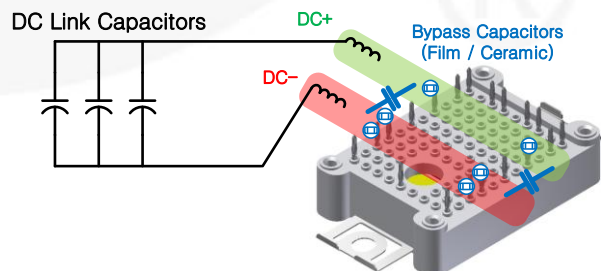 DC Link Capacitors
DC+
DC−
Bypass Capacitors
(Film / Ceramic)